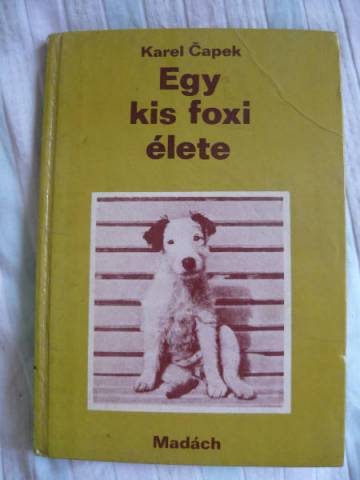 Karel Čapek
Egy
kis foxi
élete
Madách